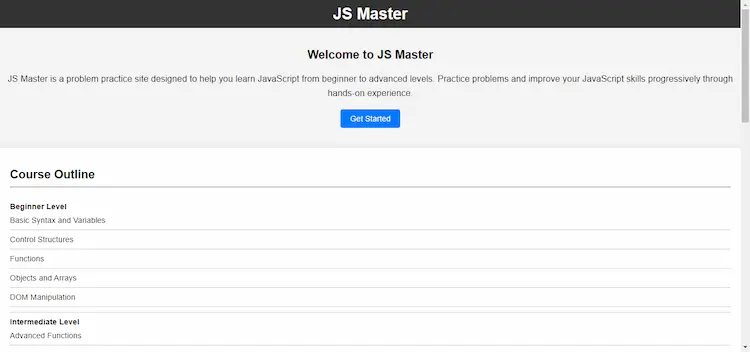 JS Master
Welcome to JS Master
JS Master is a problem practice site designed to help you learn JavaScript from beginner to advanced levels. Practice problems and improve your JavaScript skills progressively through
hands-on experience.
Get Started
Course Outline
Beginner Level
Basic Syntax and Variables
Control Structures
Functions
Objects and Arrays
DOM Manipulation
Intermediate Level
Advanced Functions